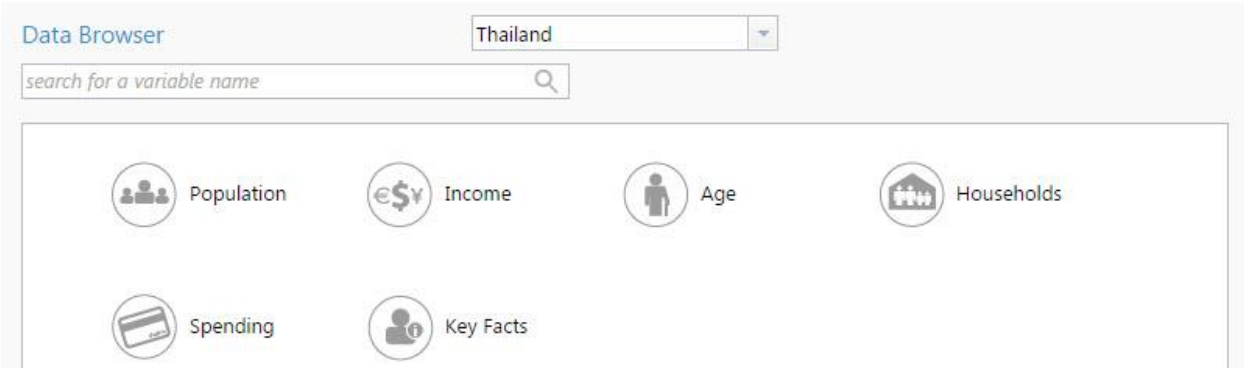 Data Browser
Thailand
search for a variable name
Population
Income
Age
Households
Spending
Key Facts